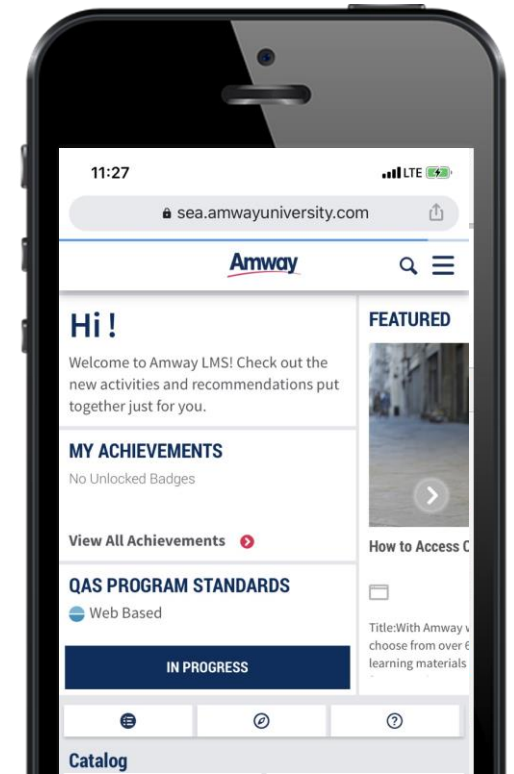 11:27
LTE
sea.amwayuniversity.com
Amway
Hi !
Welcome to Amway LMS! Check out the
new activities and recommendations put
together just for you.
MY ACHIEVEMENTS
No Unlocked Badges
View All Achievements
QAS PROGRAM STANDARDS
Web Based
IN PROGRESS
FEATURED
How to Access
Title:With Amway
choose from over
learning materials
Catalog